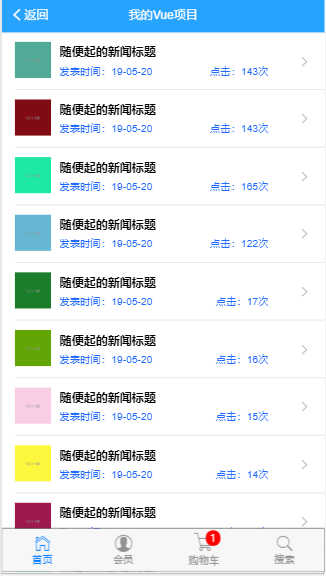 返回 我的Vue项目
随便起的新闻标题
发表时间：19-05-20 点击：143次
随便起的新闻标题
发表时间：19-05-20 点击：143次
随便起的新闻标题
发表时间：19-05-20 点击：165次
随便起的新闻标题
发表时间：19-05-20 点击：122次
随便起的新闻标题
发表时间：19-05-20 点击：17次
随便起的新闻标题
发表时间：19-05-20 点击：16次
随便起的新闻标题
发表时间：19-05-20 点击：15次
随便起的新闻标题
发表时间：19-05-20 点击：14次
随便起的新闻标题
1
首页 会员 购物车 搜索